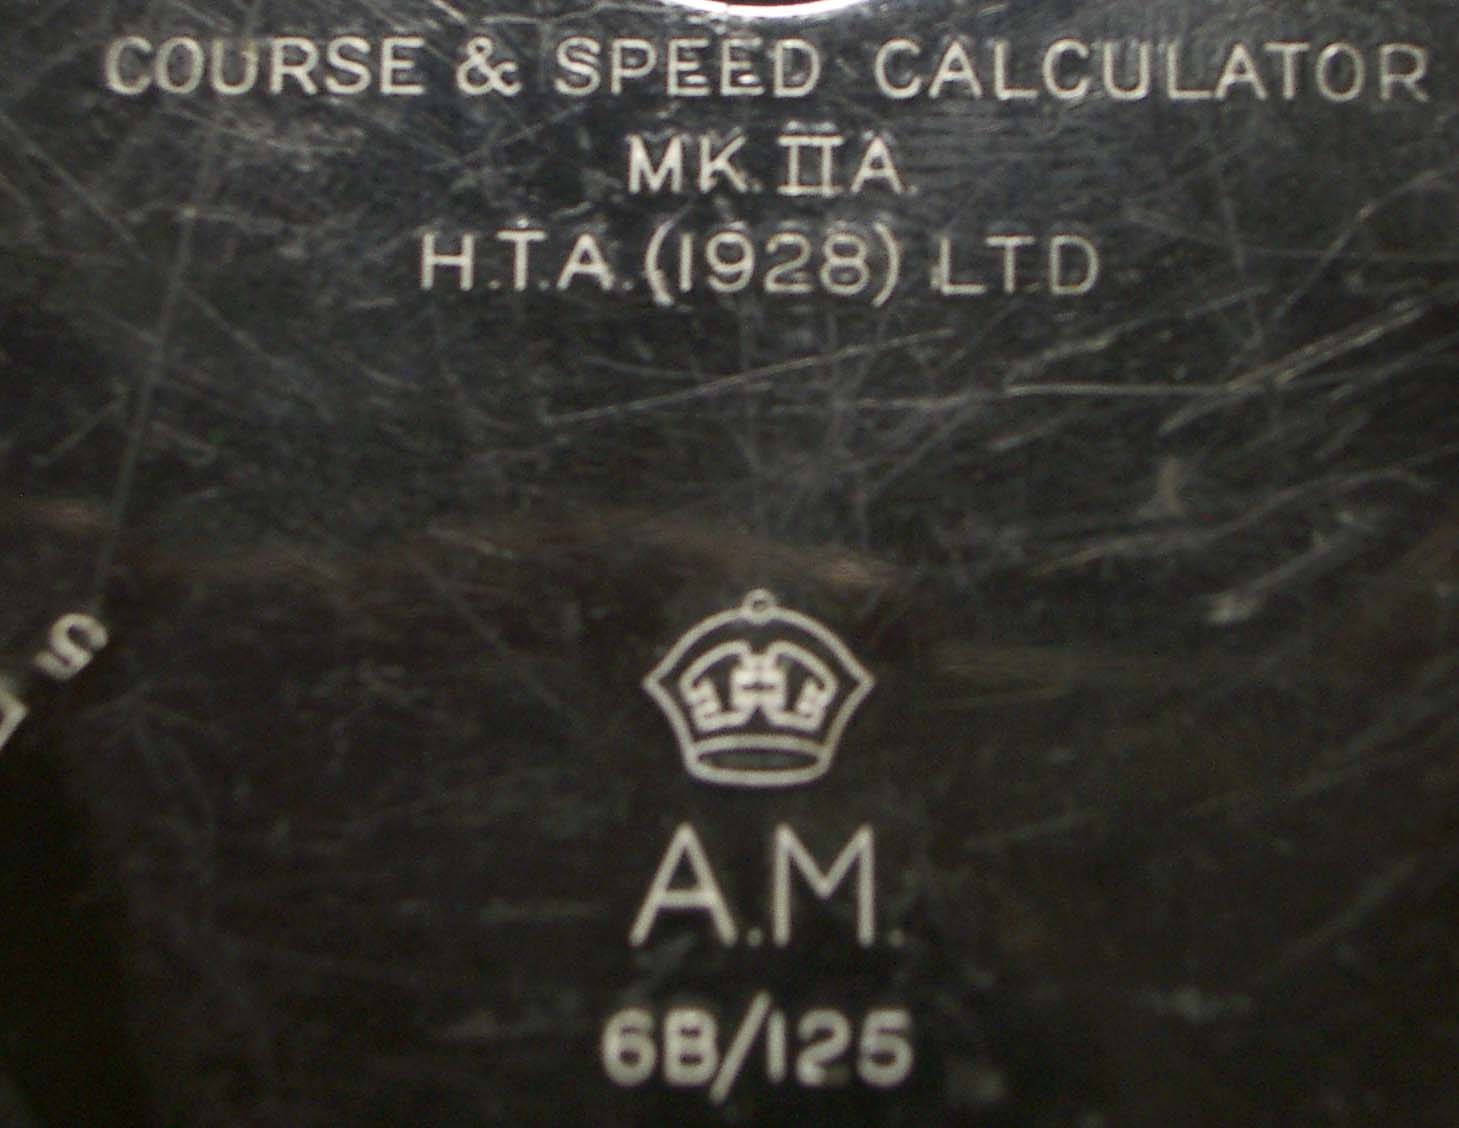 COURSE & SPEED CALCULATOR
MK. IIA.
H.T.A. (1928) LTD
S
A.M.
6B/125